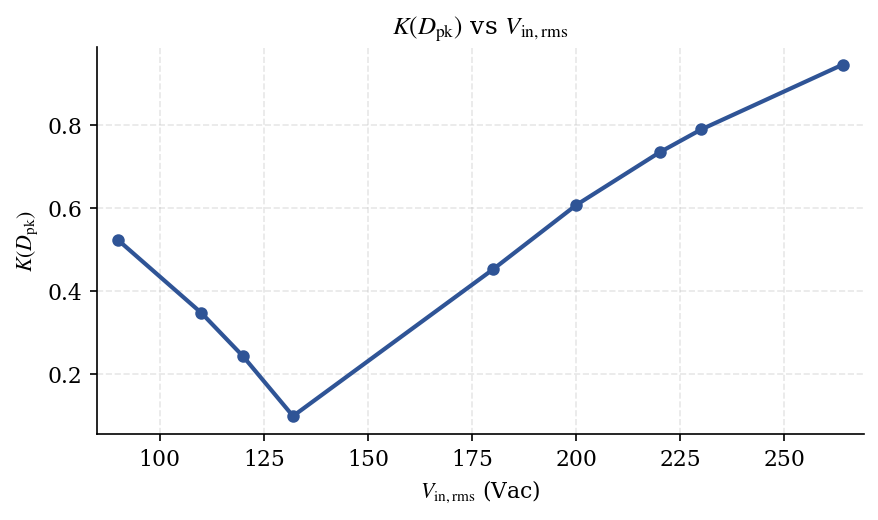 K(D_pk) vs V_in,rms
0.8
0.6
0.4
0.2
K(D_pk)
100 125 150 175 200 225 250
V_in,rms (Vac)